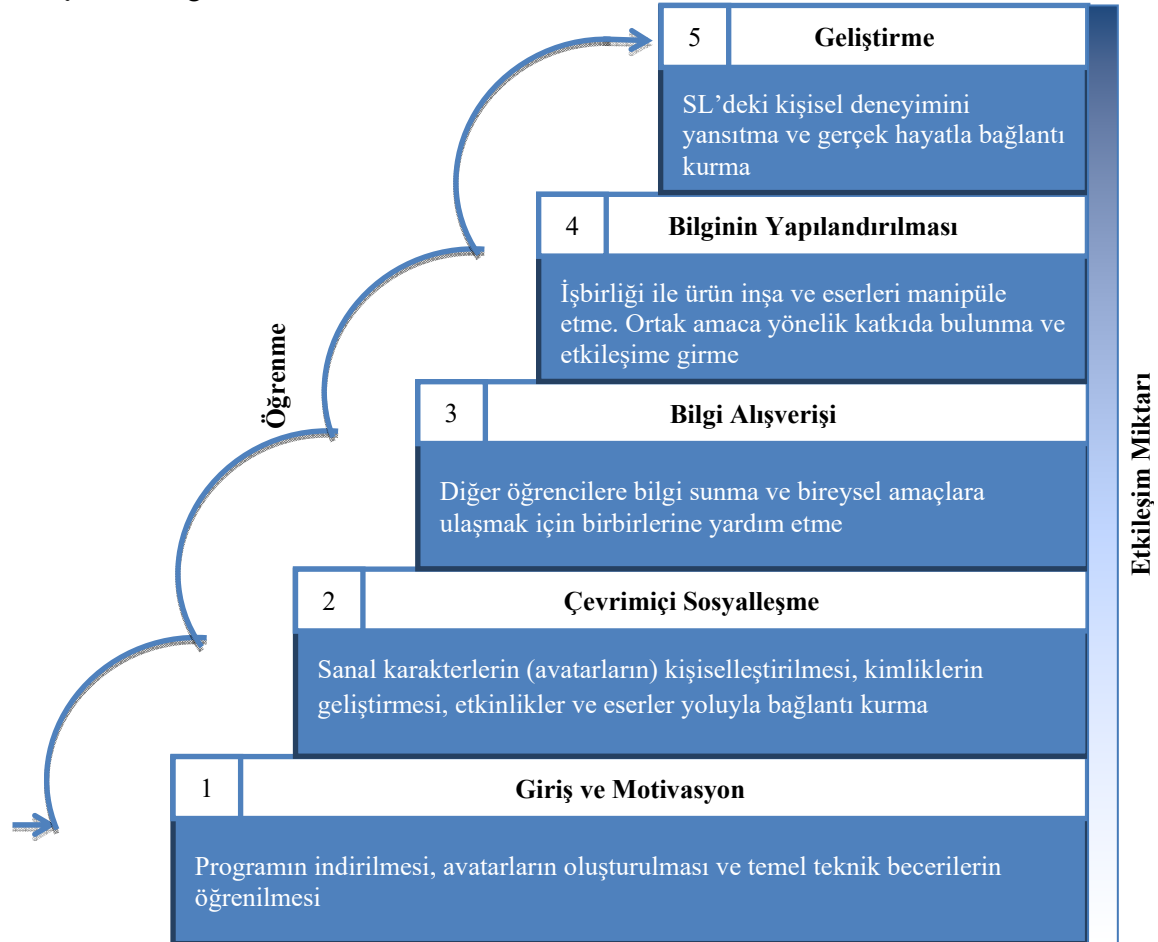 5 Geliştirme
SL’deki kişisel deneyimini
yansıtma ve gerçek hayatla bağlantı
kurma
4 Bilginin Yapılandırılması
İşbirliği ile ürün inşa ve eserleri manipüle
etme. Ortak amaca yönelik katkıda bulunma ve
etkileşime girme
Öğrenme
3 Bilgi Alışverişi
Diğer öğrencilere bilgi sunma ve bireysel amaçlara
ulaşmak için birbirlerine yardım etme
Etkileşim Miktarı
2 Çevrimiçi Sosyalleşme
Sanal karakterlerin (avatarların) kişiselleştirilmesi, kimliklerin
geliştirmesi, etkinlikler ve eserler yoluyla bağlantı kurma
1 Giriş ve Motivasyon
Programın indirilmesi, avatarların oluşturulması ve temel teknik becerilerin
öğrenilmesi